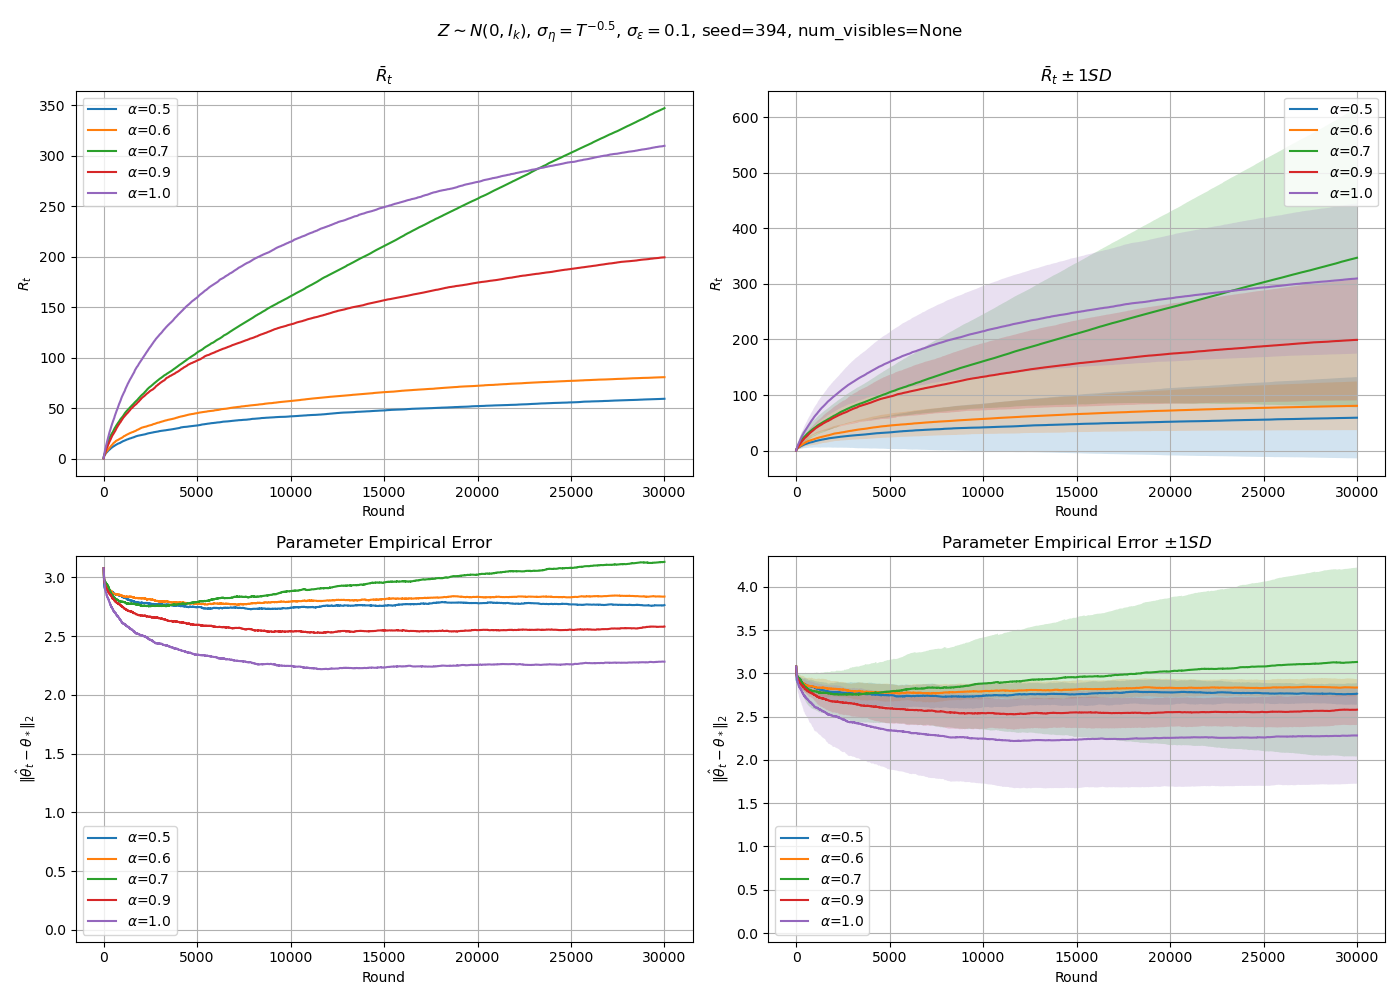 Z ~ N(0, I_k), σ_η = T^{-0.5}, σ_ε = 0.1, seed=394, num_visibles=None
R̄_t
R_t
350
300
250
200
150
100
50
0
α=0.5
α=0.6
α=0.7
α=0.9
α=1.0
0 5000 10000 15000 20000 25000 30000
Round
R̄_t ± 1SD
R_t
600
500
400
300
200
100
0
α=0.5
α=0.6
α=0.7
α=0.9
α=1.0
0 5000 10000 15000 20000 25000 30000
Round
Parameter Empirical Error
‖θ̂_t − θ_*‖_2
3.0
2.5
2.0
1.5
1.0
0.5
0.0
α=0.5
α=0.6
α=0.7
α=0.9
α=1.0
0 5000 10000 15000 20000 25000 30000
Round
Parameter Empirical Error ±1SD
‖θ̂_t − θ_*‖_2
4.0
3.5
3.0
2.5
2.0
1.5
1.0
0.5
0.0
α=0.5
α=0.6
α=0.7
α=0.9
α=1.0
0 5000 10000 15000 20000 25000 30000
Round